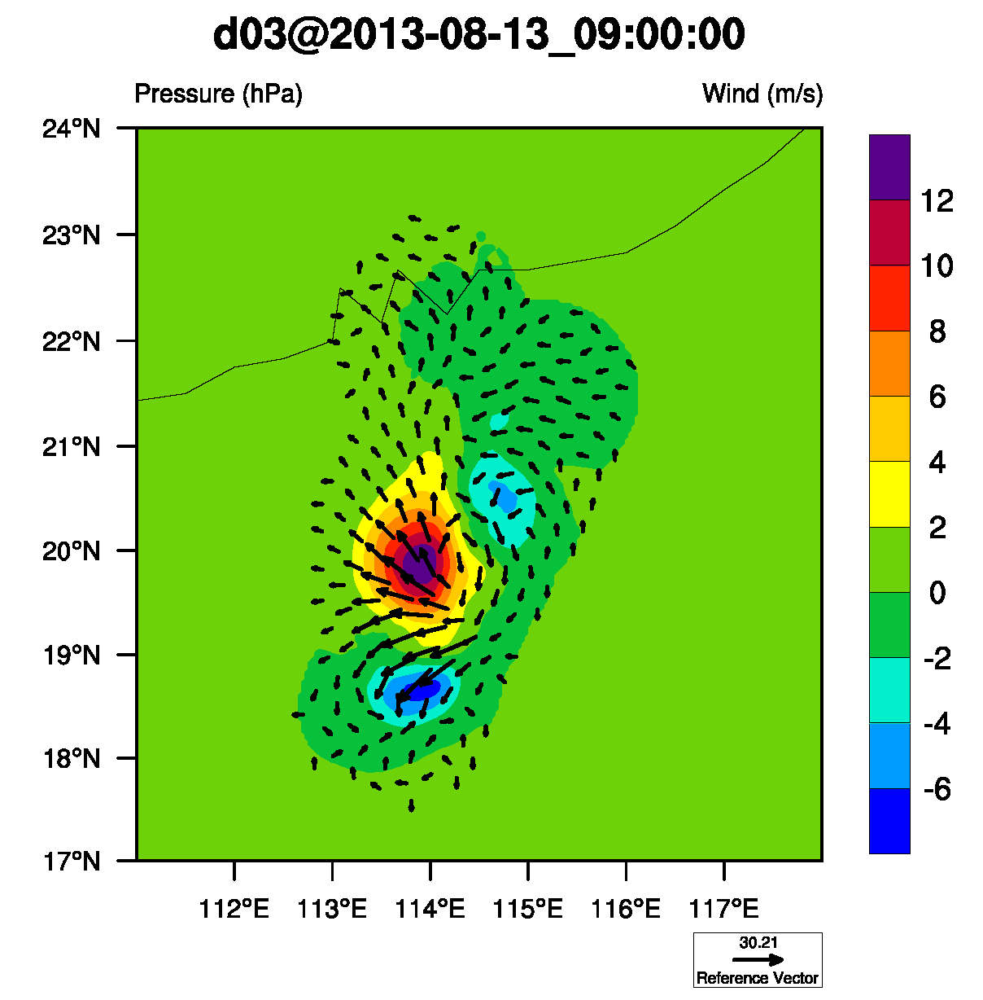 d03@2013-08-13_09:00:00
Pressure (hPa)
Wind (m/s)
24°N
23°N
22°N
21°N
20°N
19°N
18°N
17°N
112°E
113°E
114°E
115°E
116°E
117°E
12
10
8
6
4
2
0
-2
-4
-6
30.21
Reference Vector